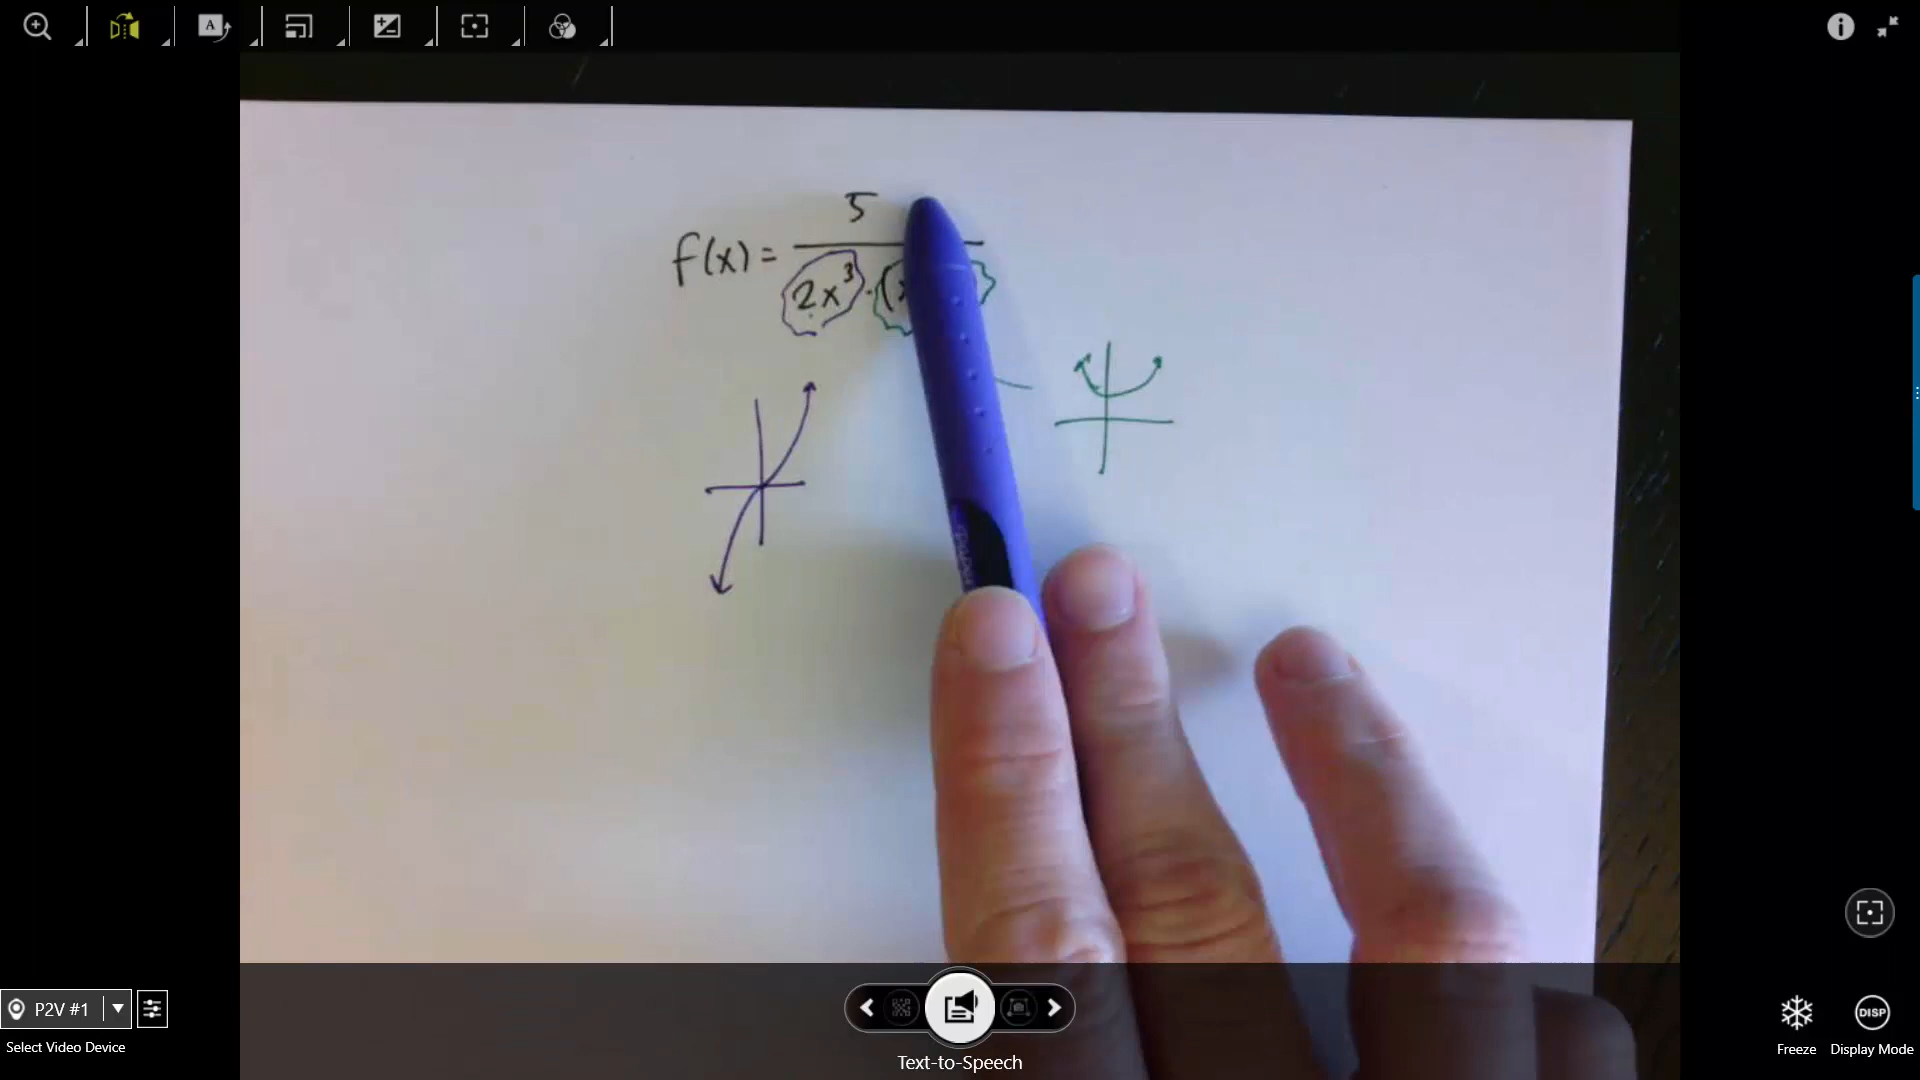 A
5
f(x) =
2x³ · (x
P2V #1
Select Video Device
Text-to-Speech
DISP
Freeze
Display Mode